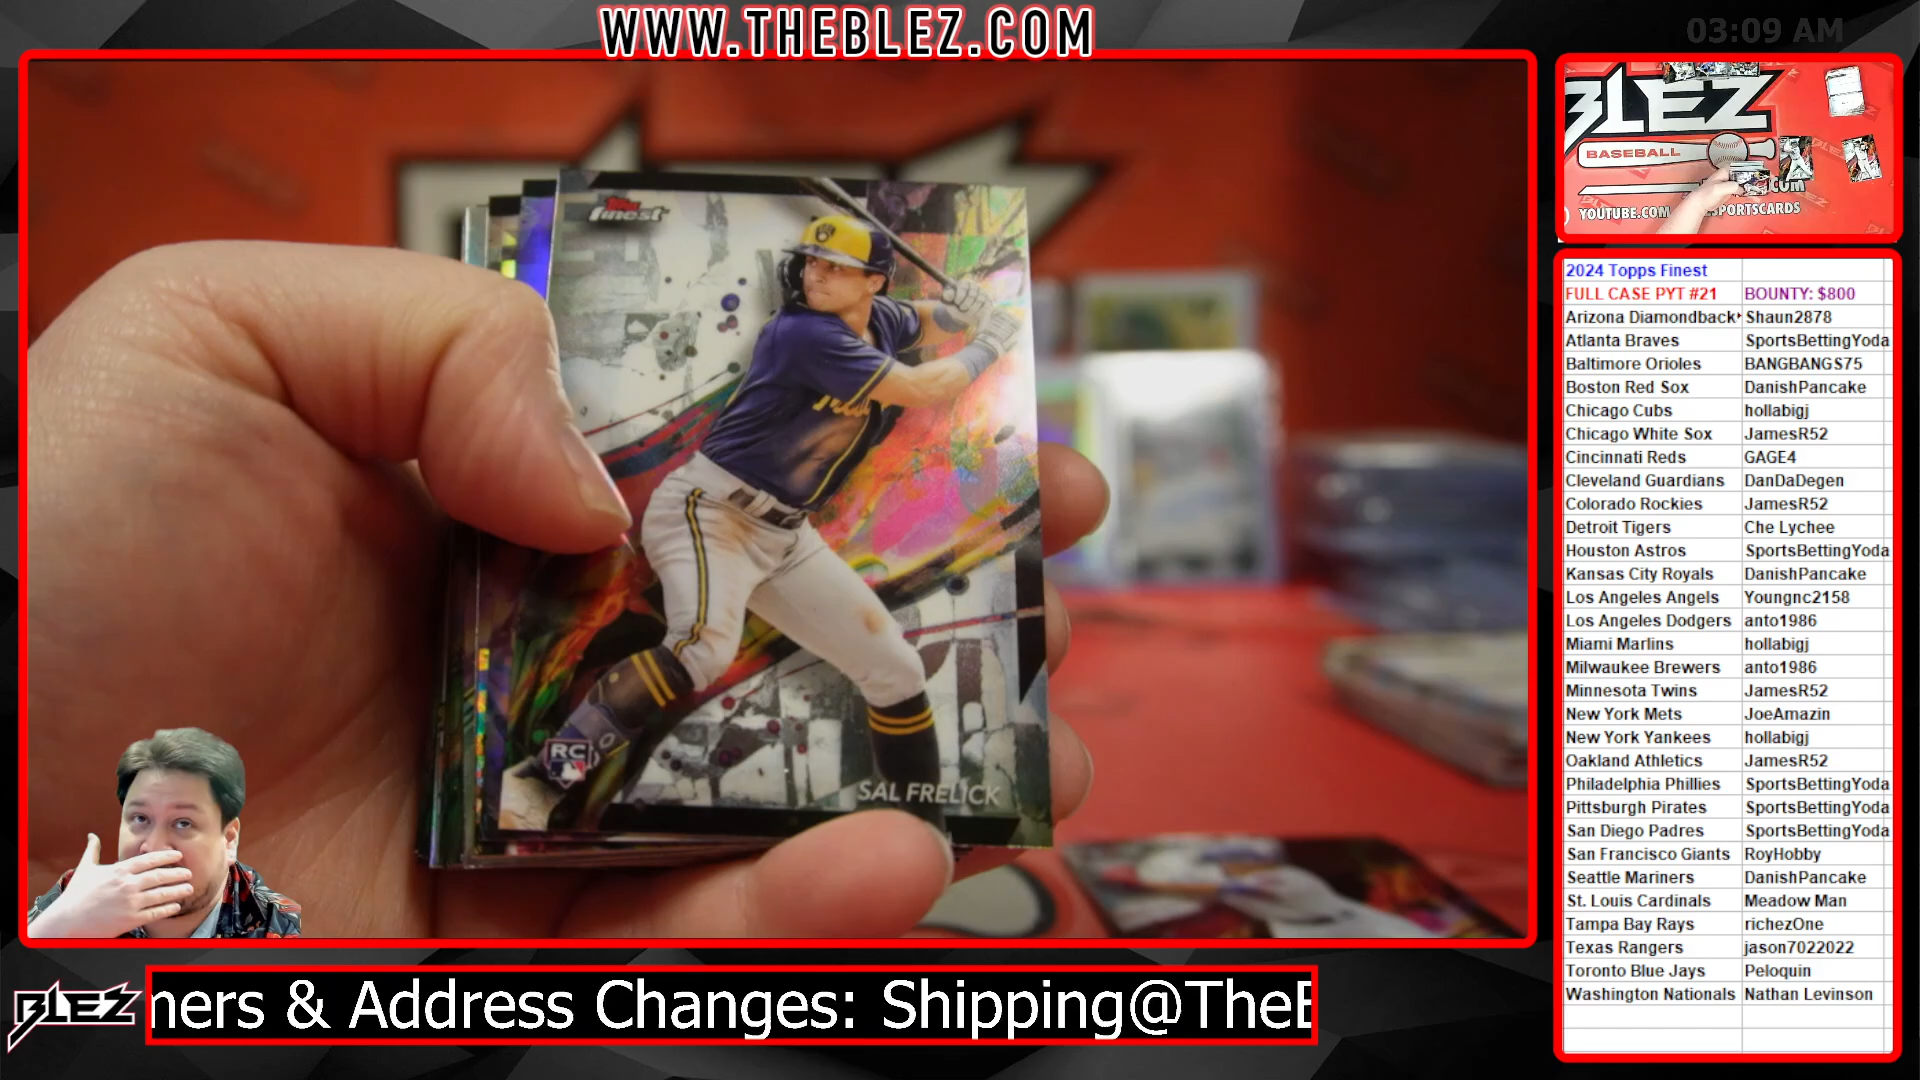 WWW.THEBLEZ.COM
03:09 AM
Topps
finest
RC
SAL FRELICK
BLEZ
BASEBALL
YOUTUBE.COM
SPORTSCARDS
2024 Topps Finest
FULL CASE PYT #21 BOUNTY: $800
Arizona Diamondback Shaun2878
Atlanta Braves SportsBettingYoda
Baltimore Orioles BANGBANGS75
Boston Red Sox DanishPancake
Chicago Cubs hollabigj
Chicago White Sox JamesR52
Cincinnati Reds GAGE4
Cleveland Guardians DanDaDegen
Colorado Rockies JamesR52
Detroit Tigers Che Lychee
Houston Astros SportsBettingYoda
Kansas City Royals DanishPancake
Los Angeles Angels Youngnc2158
Los Angeles Dodgers anto1986
Miami Marlins hollabigj
Milwaukee Brewers anto1986
Minnesota Twins JamesR52
New York Mets JoeAmazin
New York Yankees hollabigj
Oakland Athletics JamesR52
Philadelphia Phillies SportsBettingYoda
Pittsburgh Pirates SportsBettingYoda
San Diego Padres SportsBettingYoda
San Francisco Giants RoyHobby
Seattle Mariners DanishPancake
St. Louis Cardinals Meadow Man
Tampa Bay Rays richezOne
Texas Rangers jason7022022
Toronto Blue Jays Peloquin
Washington Nationals Nathan Levinson
BLEZ
ners & Address Changes: Shipping@TheB